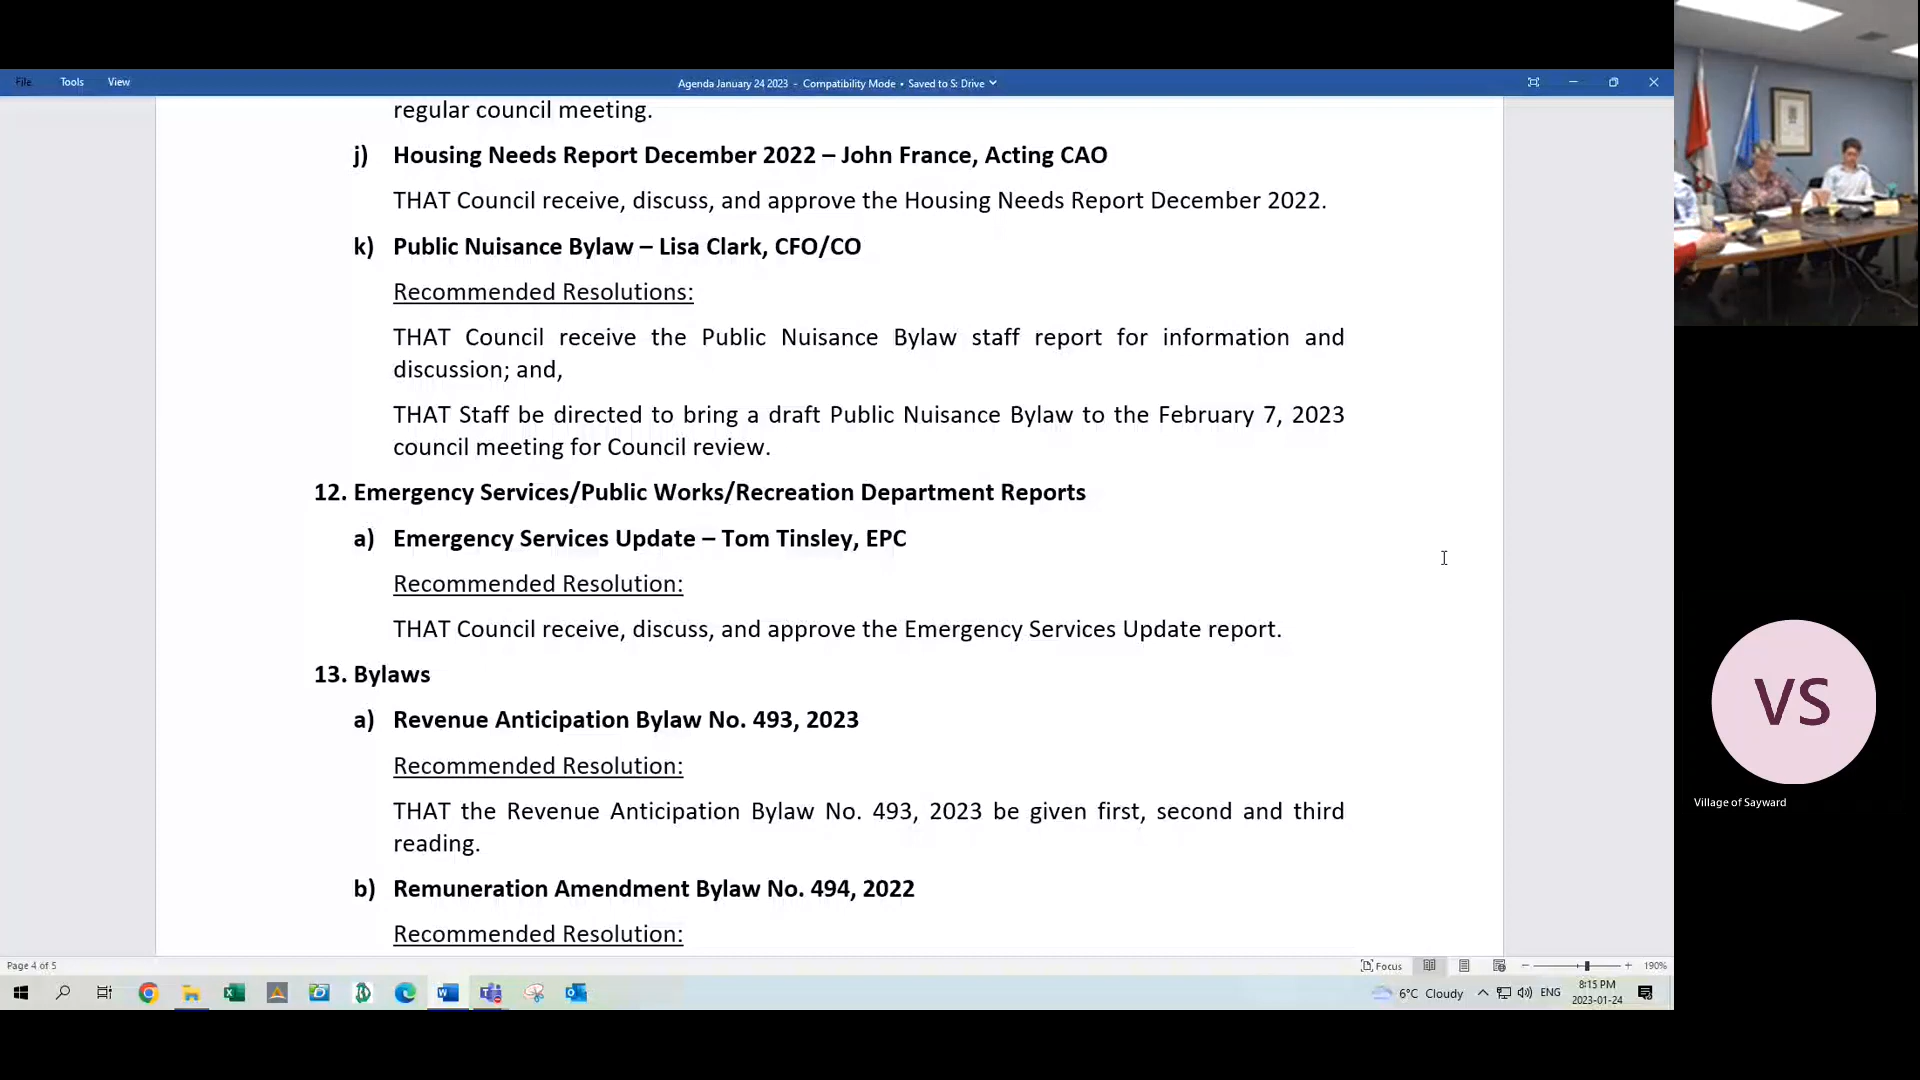 File Tools View Agenda January 24 2023 - Compatibility Mode • Saved to S: Drive
regular council meeting.
j) Housing Needs Report December 2022 – John France, Acting CAO
THAT Council receive, discuss, and approve the Housing Needs Report December 2022.
k) Public Nuisance Bylaw – Lisa Clark, CFO/CO
Recommended Resolutions:
THAT Council receive the Public Nuisance Bylaw staff report for information and
discussion; and,
THAT Staff be directed to bring a draft Public Nuisance Bylaw to the February 7, 2023
council meeting for Council review.
12. Emergency Services/Public Works/Recreation Department Reports
a) Emergency Services Update – Tom Tinsley, EPC
Recommended Resolution:
THAT Council receive, discuss, and approve the Emergency Services Update report.
13. Bylaws
a) Revenue Anticipation Bylaw No. 493, 2023
Recommended Resolution:
THAT the Revenue Anticipation Bylaw No. 493, 2023 be given first, second and third
reading.
b) Remuneration Amendment Bylaw No. 494, 2022
Recommended Resolution:
VS
Village of Sayward
Page 4 of 5
Focus
190%
6°C Cloudy
ENG
8:15 PM
2023-01-24